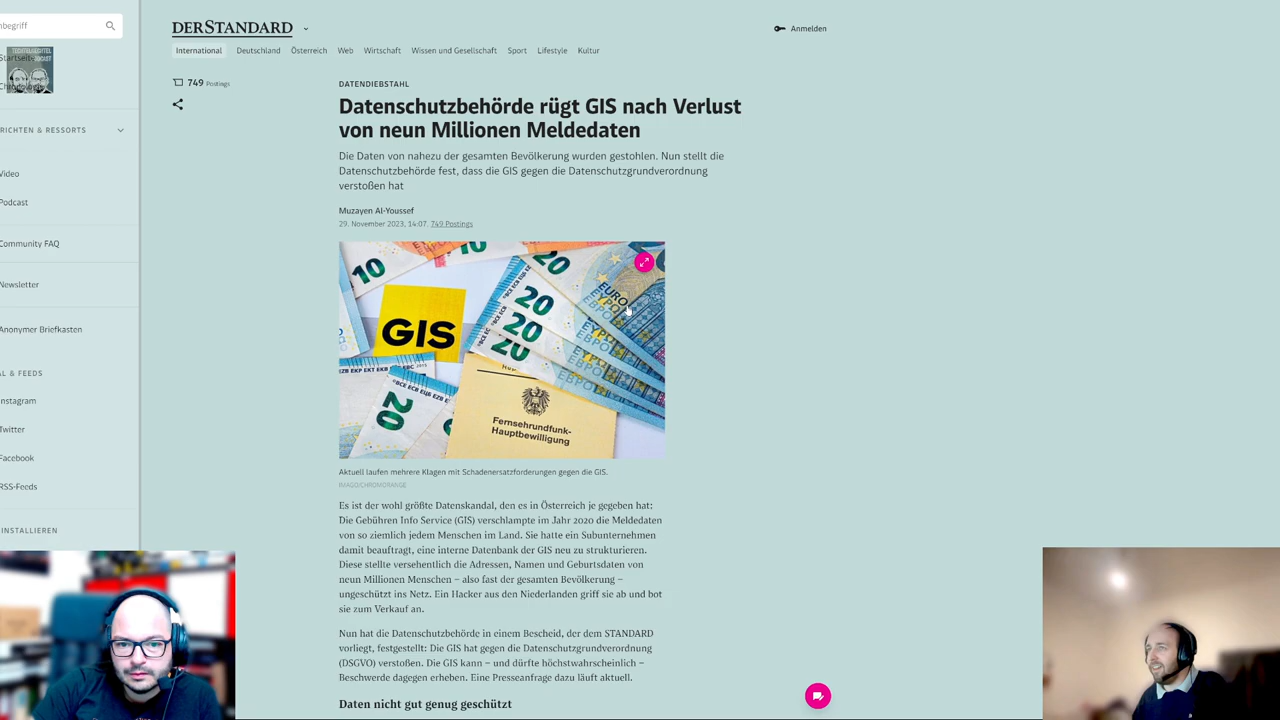 nbegriff
TECHTELMECHTEL
Startseite
DERSTANDARD
Anmelden
International Deutschland Österreich Web Wirtschaft Wissen und Gesellschaft Sport Lifestyle Kultur
749 Postings
RICHTEN & RESSORTS
Video
Podcast
Community FAQ
Newsletter
Anonymer Briefkasten
AL & FEEDS
Instagram
Twitter
Facebook
RSS-Feeds
INSTALLIEREN
DATENDIEBSTAHL
Datenschutzbehörde rügt GIS nach Verlust
von neun Millionen Meldedaten
Die Daten von nahezu der gesamten Bevölkerung wurden gestohlen. Nun stellt die
Datenschutzbehörde fest, dass die GIS gegen die Datenschutzgrundverordnung
verstoßen hat
Muzayen Al-Youssef
29. November 2023, 14:07, 749 Postings
10
10
20
20
20
20
20
EURO
GIS
Fernsehrundfunk-
Hauptbewilligung
Aktuell laufen mehrere Klagen mit Schadenersatzforderungen gegen die GIS.
IMAGO/CHROMORANGE
Es ist der wohl größte Datenskandal, den es in Österreich je gegeben hat:
Die Gebühren Info Service (GIS) verschlampte im Jahr 2020 die Meldedaten
von so ziemlich jedem Menschen im Land. Sie hatte ein Subunternehmen
damit beauftragt, eine interne Datenbank der GIS neu zu strukturieren.
Diese stellte versehentlich die Adressen, Namen und Geburtsdaten von
neun Millionen Menschen – also fast der gesamten Bevölkerung –
ungeschützt ins Netz. Ein Hacker aus den Niederlanden griff sie ab und bot
sie zum Verkauf an.
Nun hat die Datenschutzbehörde in einem Bescheid, der dem STANDARD
vorliegt, festgestellt: Die GIS hat gegen die Datenschutzgrundverordnung
(DSGVO) verstoßen. Die GIS kann – und dürfte höchstwahrscheinlich –
Beschwerde dagegen erheben. Eine Presseanfrage dazu läuft aktuell.
Daten nicht gut genug geschützt